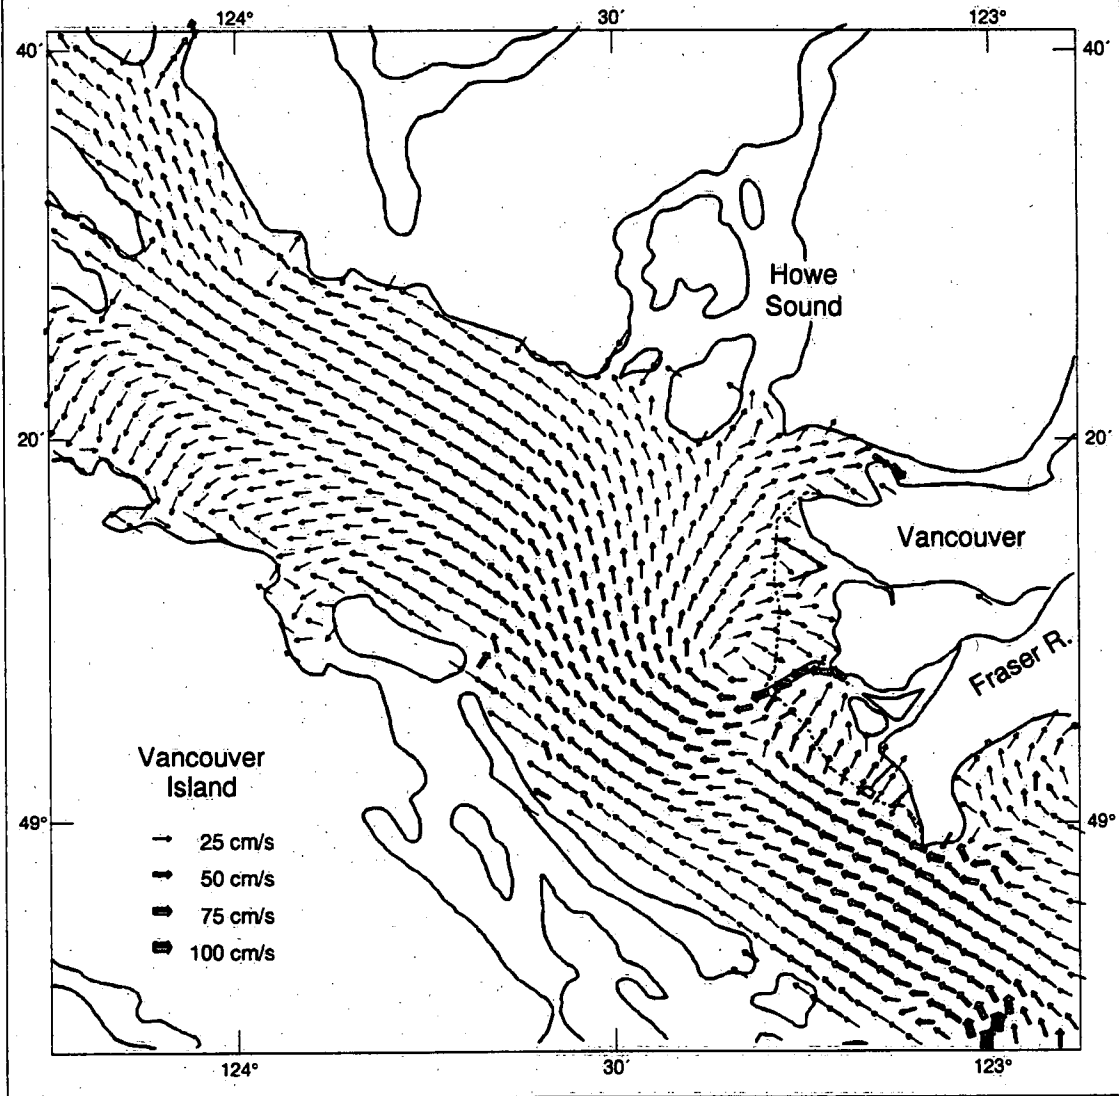 124° 30′ 123°
40′ 40′
Howe
Sound
20′ 20′
Vancouver
Fraser R.
Vancouver
Island
49° 49°
25 cm/s
50 cm/s
75 cm/s
100 cm/s
124° 30′ 123°